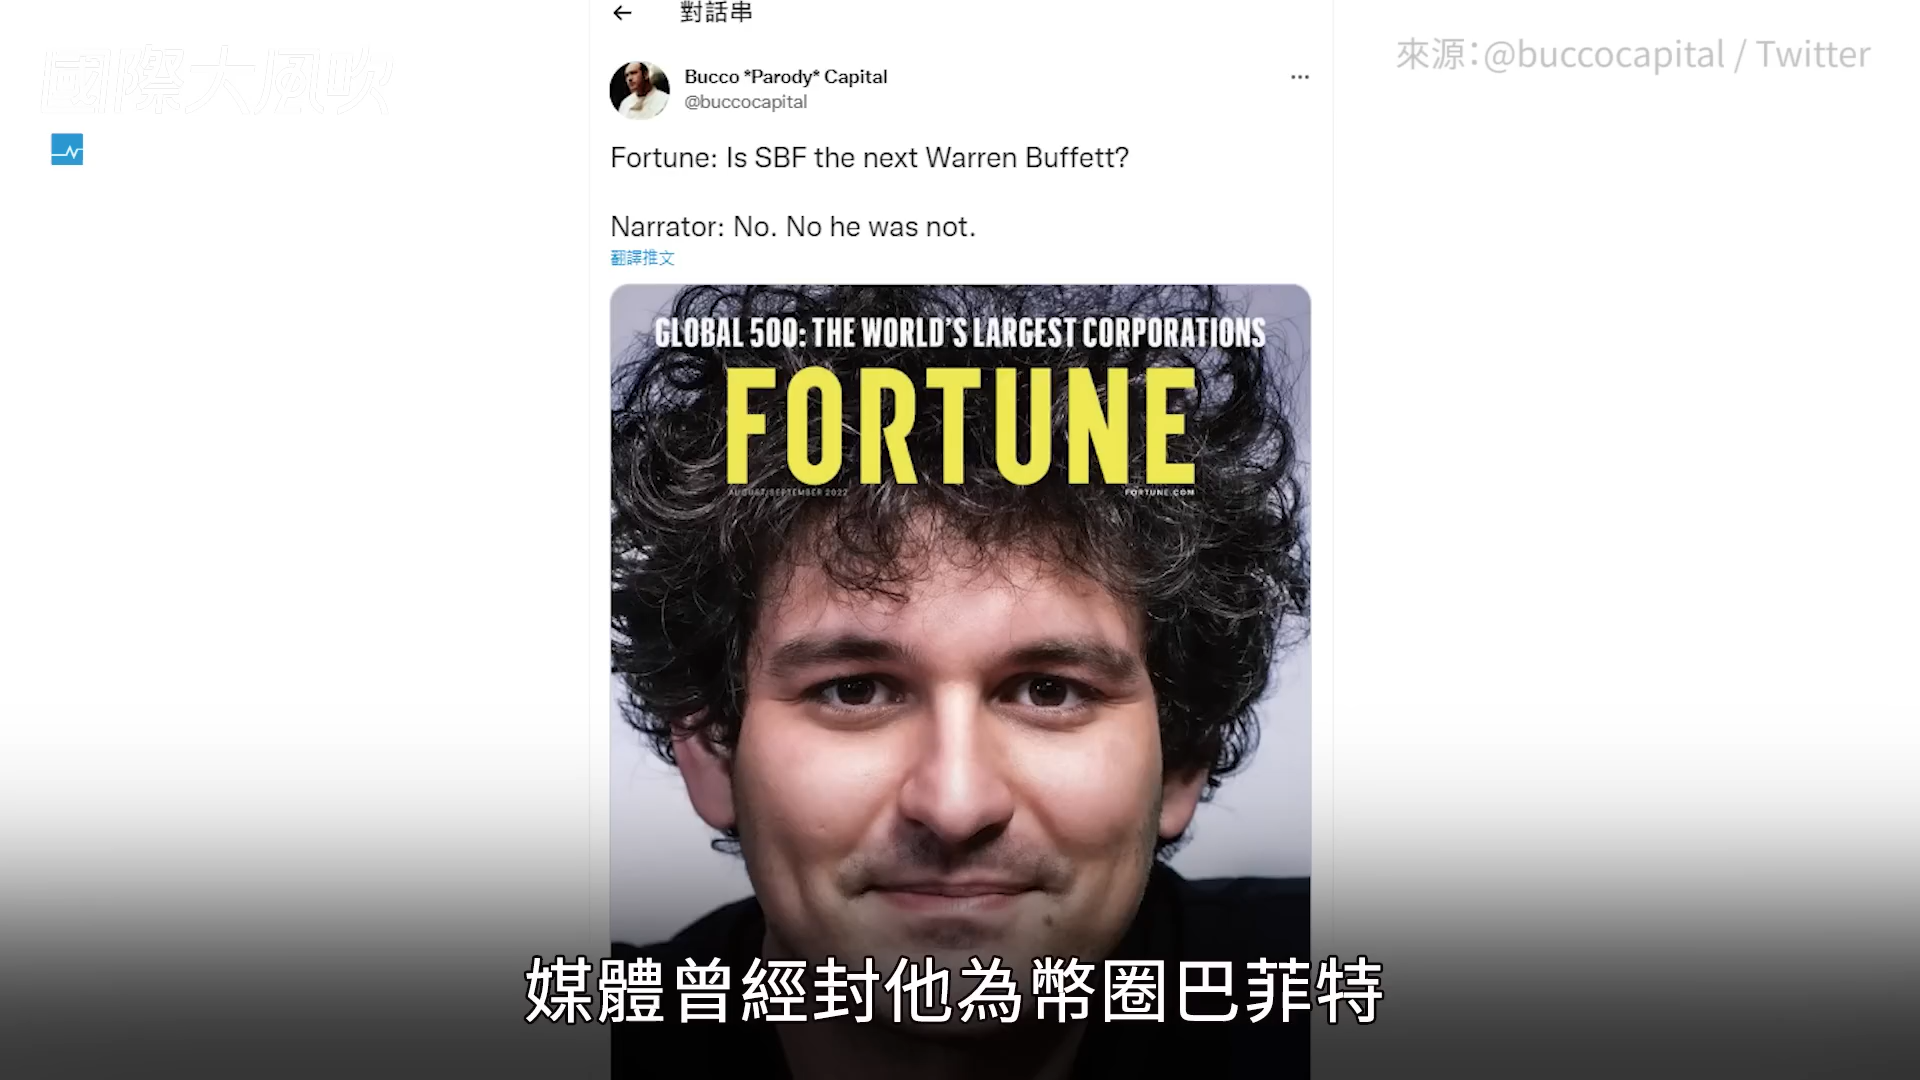 對話串
國際大風吹
來源:@buccocapital / Twitter
Bucco *Parody* Capital
@buccocapital
Fortune: Is SBF the next Warren Buffett?
Narrator: No. No he was not.
翻譯推文
GLOBAL 500: THE WORLD'S LARGEST CORPORATIONS
FORTUNE
AUGUST/SEPTEMBER 2022
FORTUNE.COM
媒體曾經封他為幣圈巴菲特